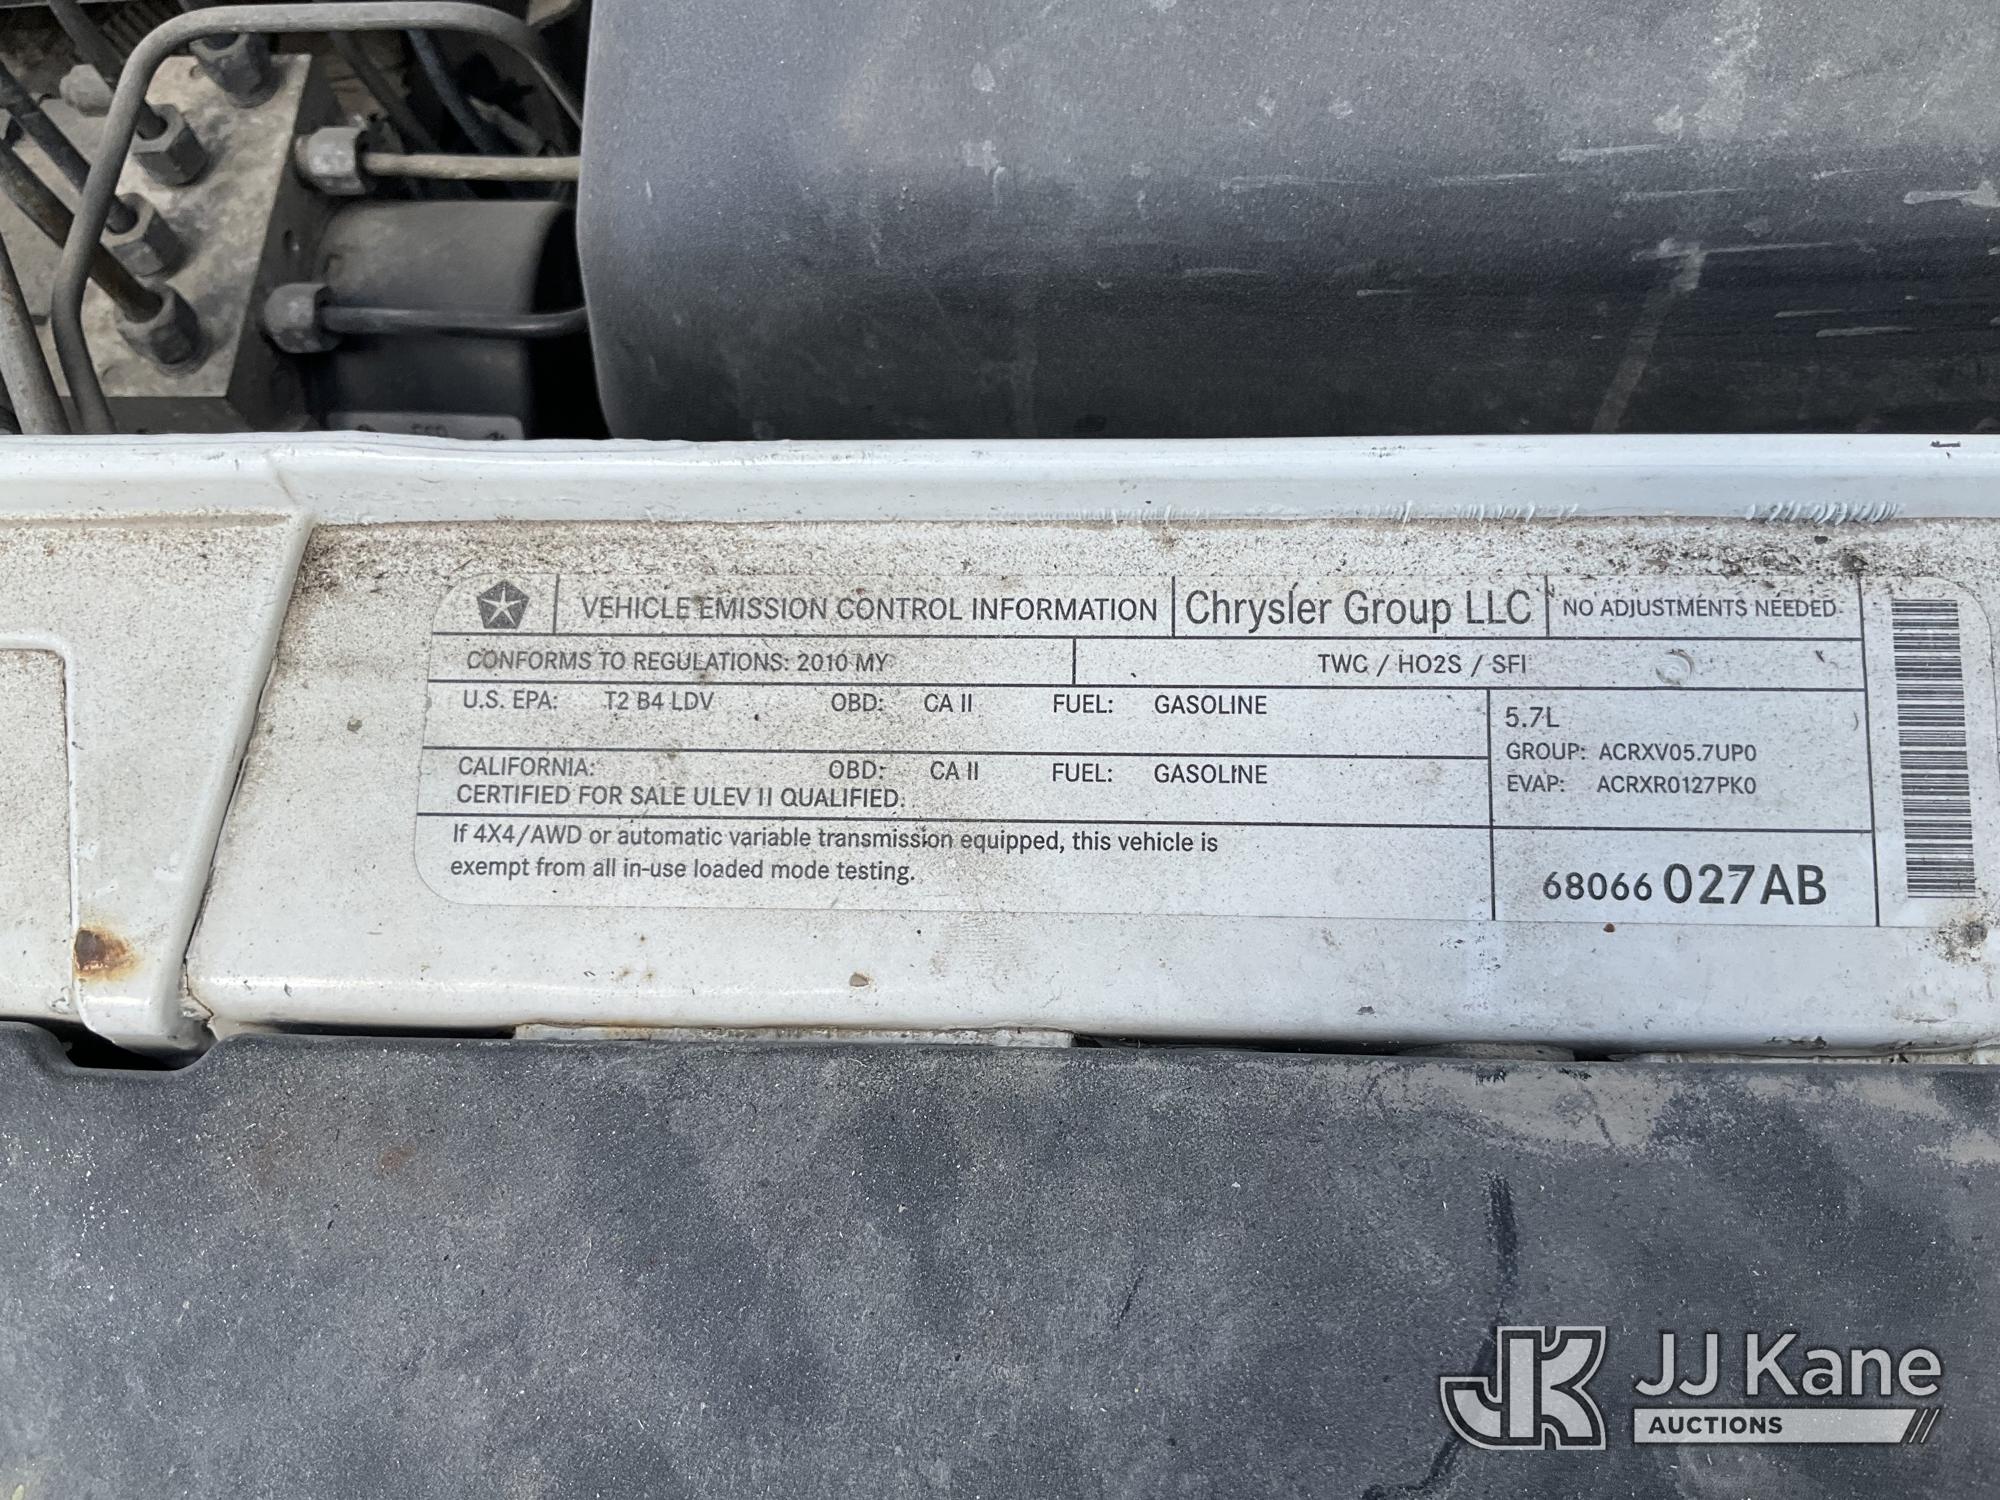 VEHICLE EMISSION CONTROL INFORMATION Chrysler Group LLC NO ADJUSTMENTS NEEDED
CONFORMS TO REGULATIONS: 2010 MY TWC / HO2S / SFI
U.S. EPA: T2 B4 LDV OBD: CA II FUEL: GASOLINE
CALIFORNIA: OBD: CA II FUEL: GASOLINE
CERTIFIED FOR SALE ULEV II QUALIFIED.
5.7L
GROUP: ACRXV05.7UP0
EVAP: ACRXR0127PK0
If 4X4/AWD or automatic variable transmission equipped, this vehicle is
exempt from all in-use loaded mode testing.
68066 027AB
JK JJ Kane
AUCTIONS